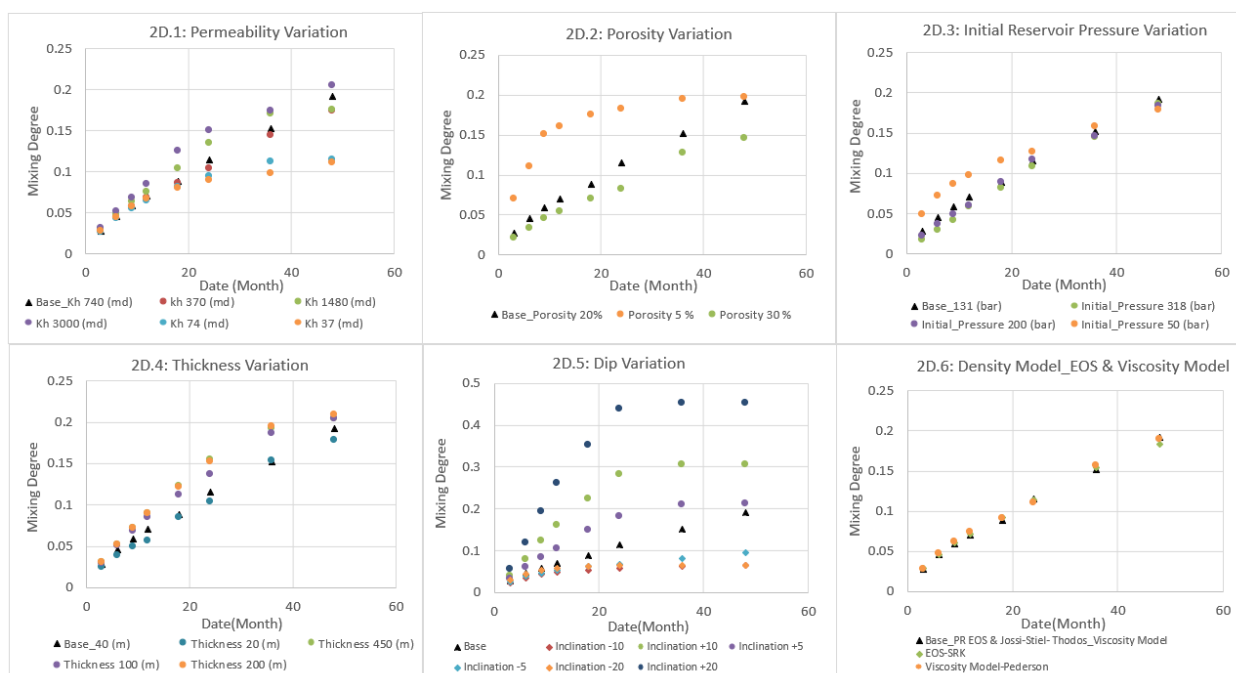 2D.1: Permeability Variation
0.25
0.2
0.15
0.1
0.05
0
Mixing Degree
0 20 40 60
Date (Month)
Base_Kh 740 (md) kh 370 (md) Kh 1480 (md)
Kh 3000 (md) Kh 74 (md) Kh 37 (md)
2D.2: Porosity Variation
0.25
0.2
0.15
0.1
0.05
0
Mixing Degree
0 20 40 60
Date (Month)
Base_Porosity 20% Porosity 5 % Porosity 30 %
2D.3: Initial Reservoir Pressure Variation
0.25
0.2
0.15
0.1
0.05
0
Mixing Degree
0 20 40 60
Date (Month)
Base_131 (bar) Initial_Pressure 318 (bar)
Initial_Pressure 200 (bar) Initial_Pressure 50 (bar)
2D.4: Thickness Variation
0.25
0.2
0.15
0.1
0.05
0
Mixing Degree
0 20 40 60
Date(Month)
Base_40 (m) Thickness 20 (m) Thickness 450 (m)
Thickness 100 (m) Thickness 200 (m)
2D.5: Dip Variation
0.5
0.4
0.3
0.2
0.1
0
Mixing Degree
0 20 40 60
Date(Month)
Base Inclination -10 Inclination +10 Inclination +5
Inclination -5 Inclination -20 Inclination +20
2D.6: Density Model_EOS & Viscosity Model
0.25
0.2
0.15
0.1
0.05
0
Mixing Degree
0 20 40 60
Date (Month)
Base_PR EOS & Jossi-Stiel- Thodos_Viscosity Model
EOS-SRK
Viscosity Model-Pederson